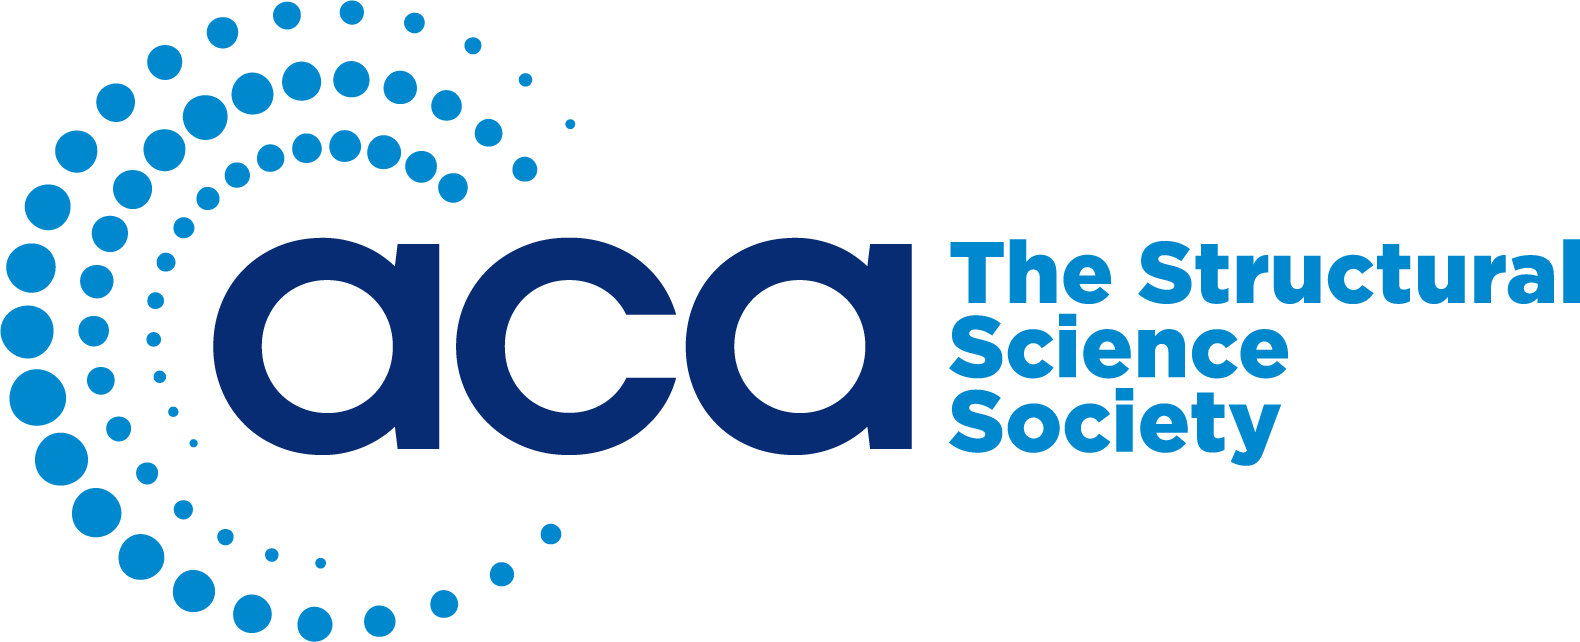 aca
The Structural
Science
Society